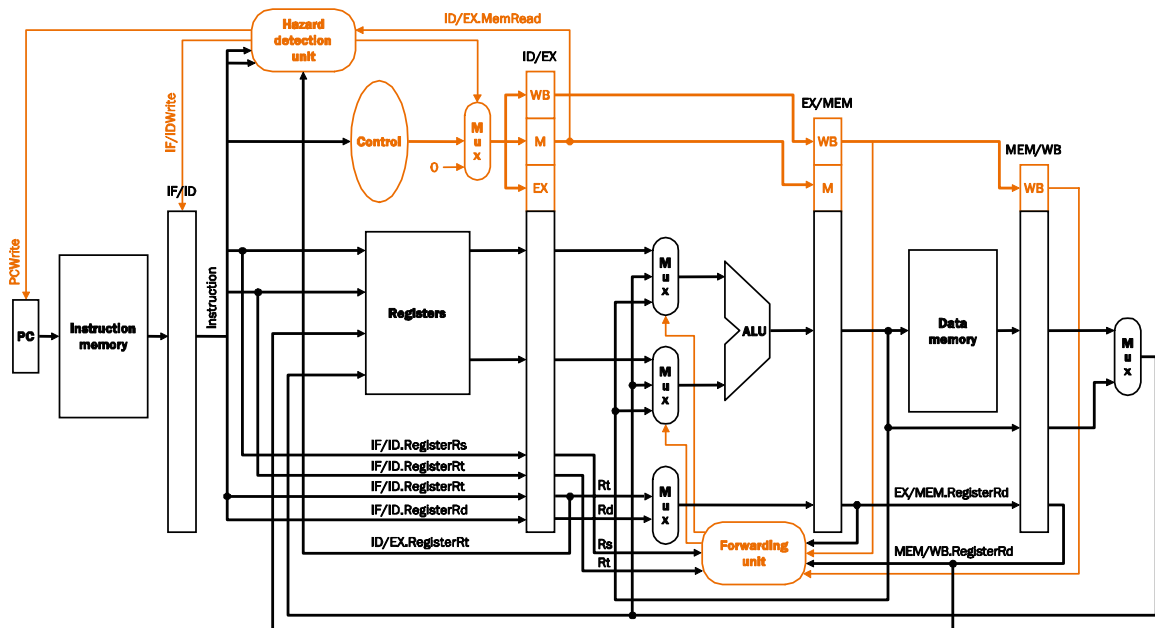 Hazard
detection
unit
ID/EX.MemRead
ID/EX
IF/IDWrite
PCWrite
Control
0
M
u
x
WB
M
EX
EX/MEM
WB
M
MEM/WB
WB
IF/ID
PC
Instruction
memory
Instruction
Registers
M
u
x
M
u
x
ALU
Data
memory
M
u
x
IF/ID.RegisterRs
IF/ID.RegisterRt
IF/ID.RegisterRt
IF/ID.RegisterRd
ID/EX.RegisterRt
Rt
Rd
Rs
Rt
M
u
x
Forwarding
unit
EX/MEM.RegisterRd
MEM/WB.RegisterRd